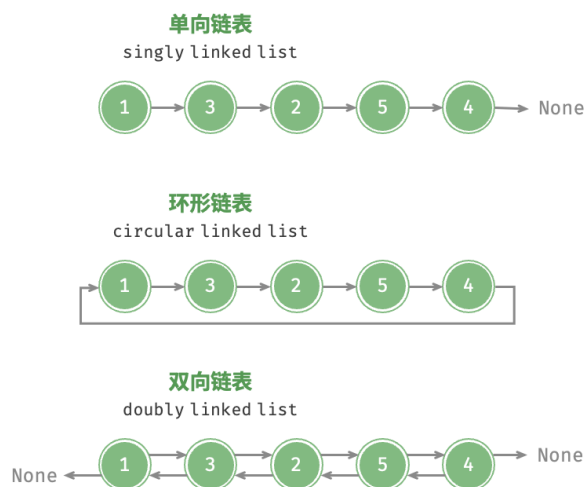 单向链表
singly linked list
1 3 2 5 4 None
环形链表
circular linked list
1 3 2 5 4
双向链表
doubly linked list
None 1 3 2 5 4 None